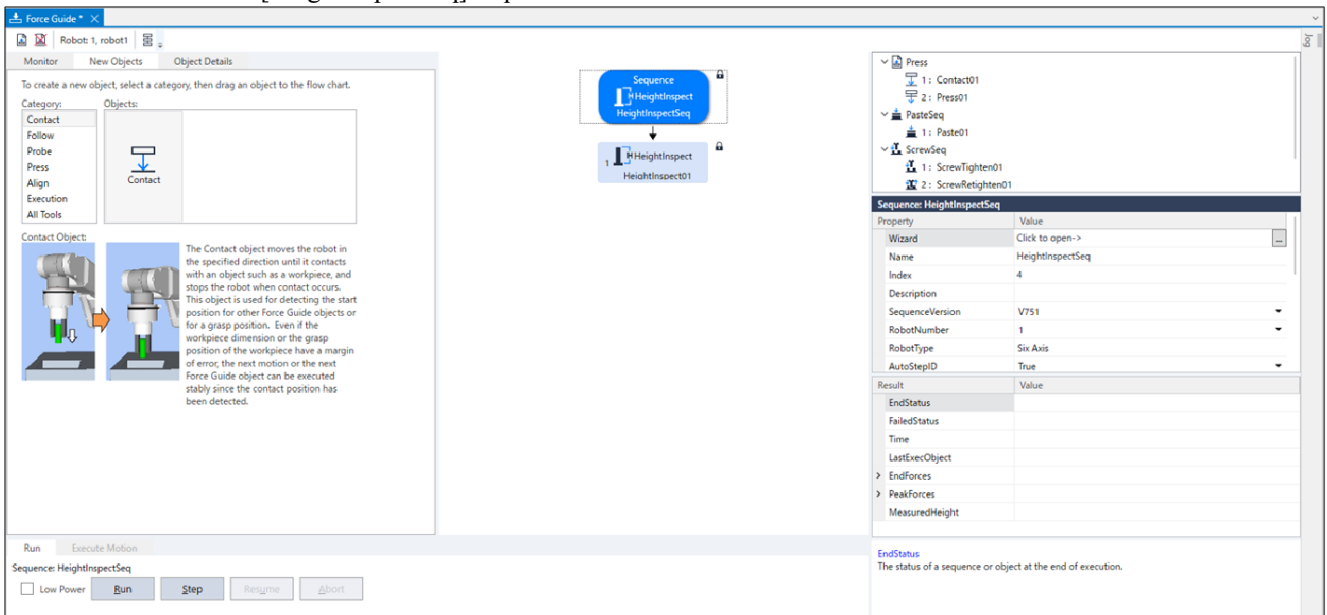 Force Guide *
Robot: 1, robot1
Jog
Monitor New Objects Object Details
To create a new object, select a category, then drag an object to the flow chart.
Category: Objects:
Contact
Follow
Probe
Press
Align
Execution
All Tools
Contact
Contact Object:
The Contact object moves the robot in
the specified direction until it contacts
with an object such as a workpiece, and
stops the robot when contact occurs.
This object is used for detecting the start
position for other Force Guide objects or
for a grasp position. Even if the
workpiece dimension or the grasp
position of the workpiece have a margin
of error, the next motion or the next
Force Guide object can be executed
stably since the contact position has
been detected.
Sequence
HeightInspect
HeightInspectSeq
1 HeightInspect
HeightInspect01
Press
1 : Contact01
2 : Press01
PasteSeq
1 : Paste01
ScrewSeq
1 : ScrewTighten01
2 : ScrewRetighten01
Sequence: HeightInspectSeq
Property Value
Wizard Click to open-> ...
Name HeightInspectSeq
Index 4
Description
SequenceVersion V751
RobotNumber 1
RobotType Six Axis
AutoStepID True
Result Value
EndStatus
FailedStatus
Time
LastExecObject
EndForces
PeakForces
MeasuredHeight
EndStatus
The status of a sequence or object at the end of execution.
Run Execute Motion
Sequence: HeightInspectSeq
Low Power Run Step Resume Abort